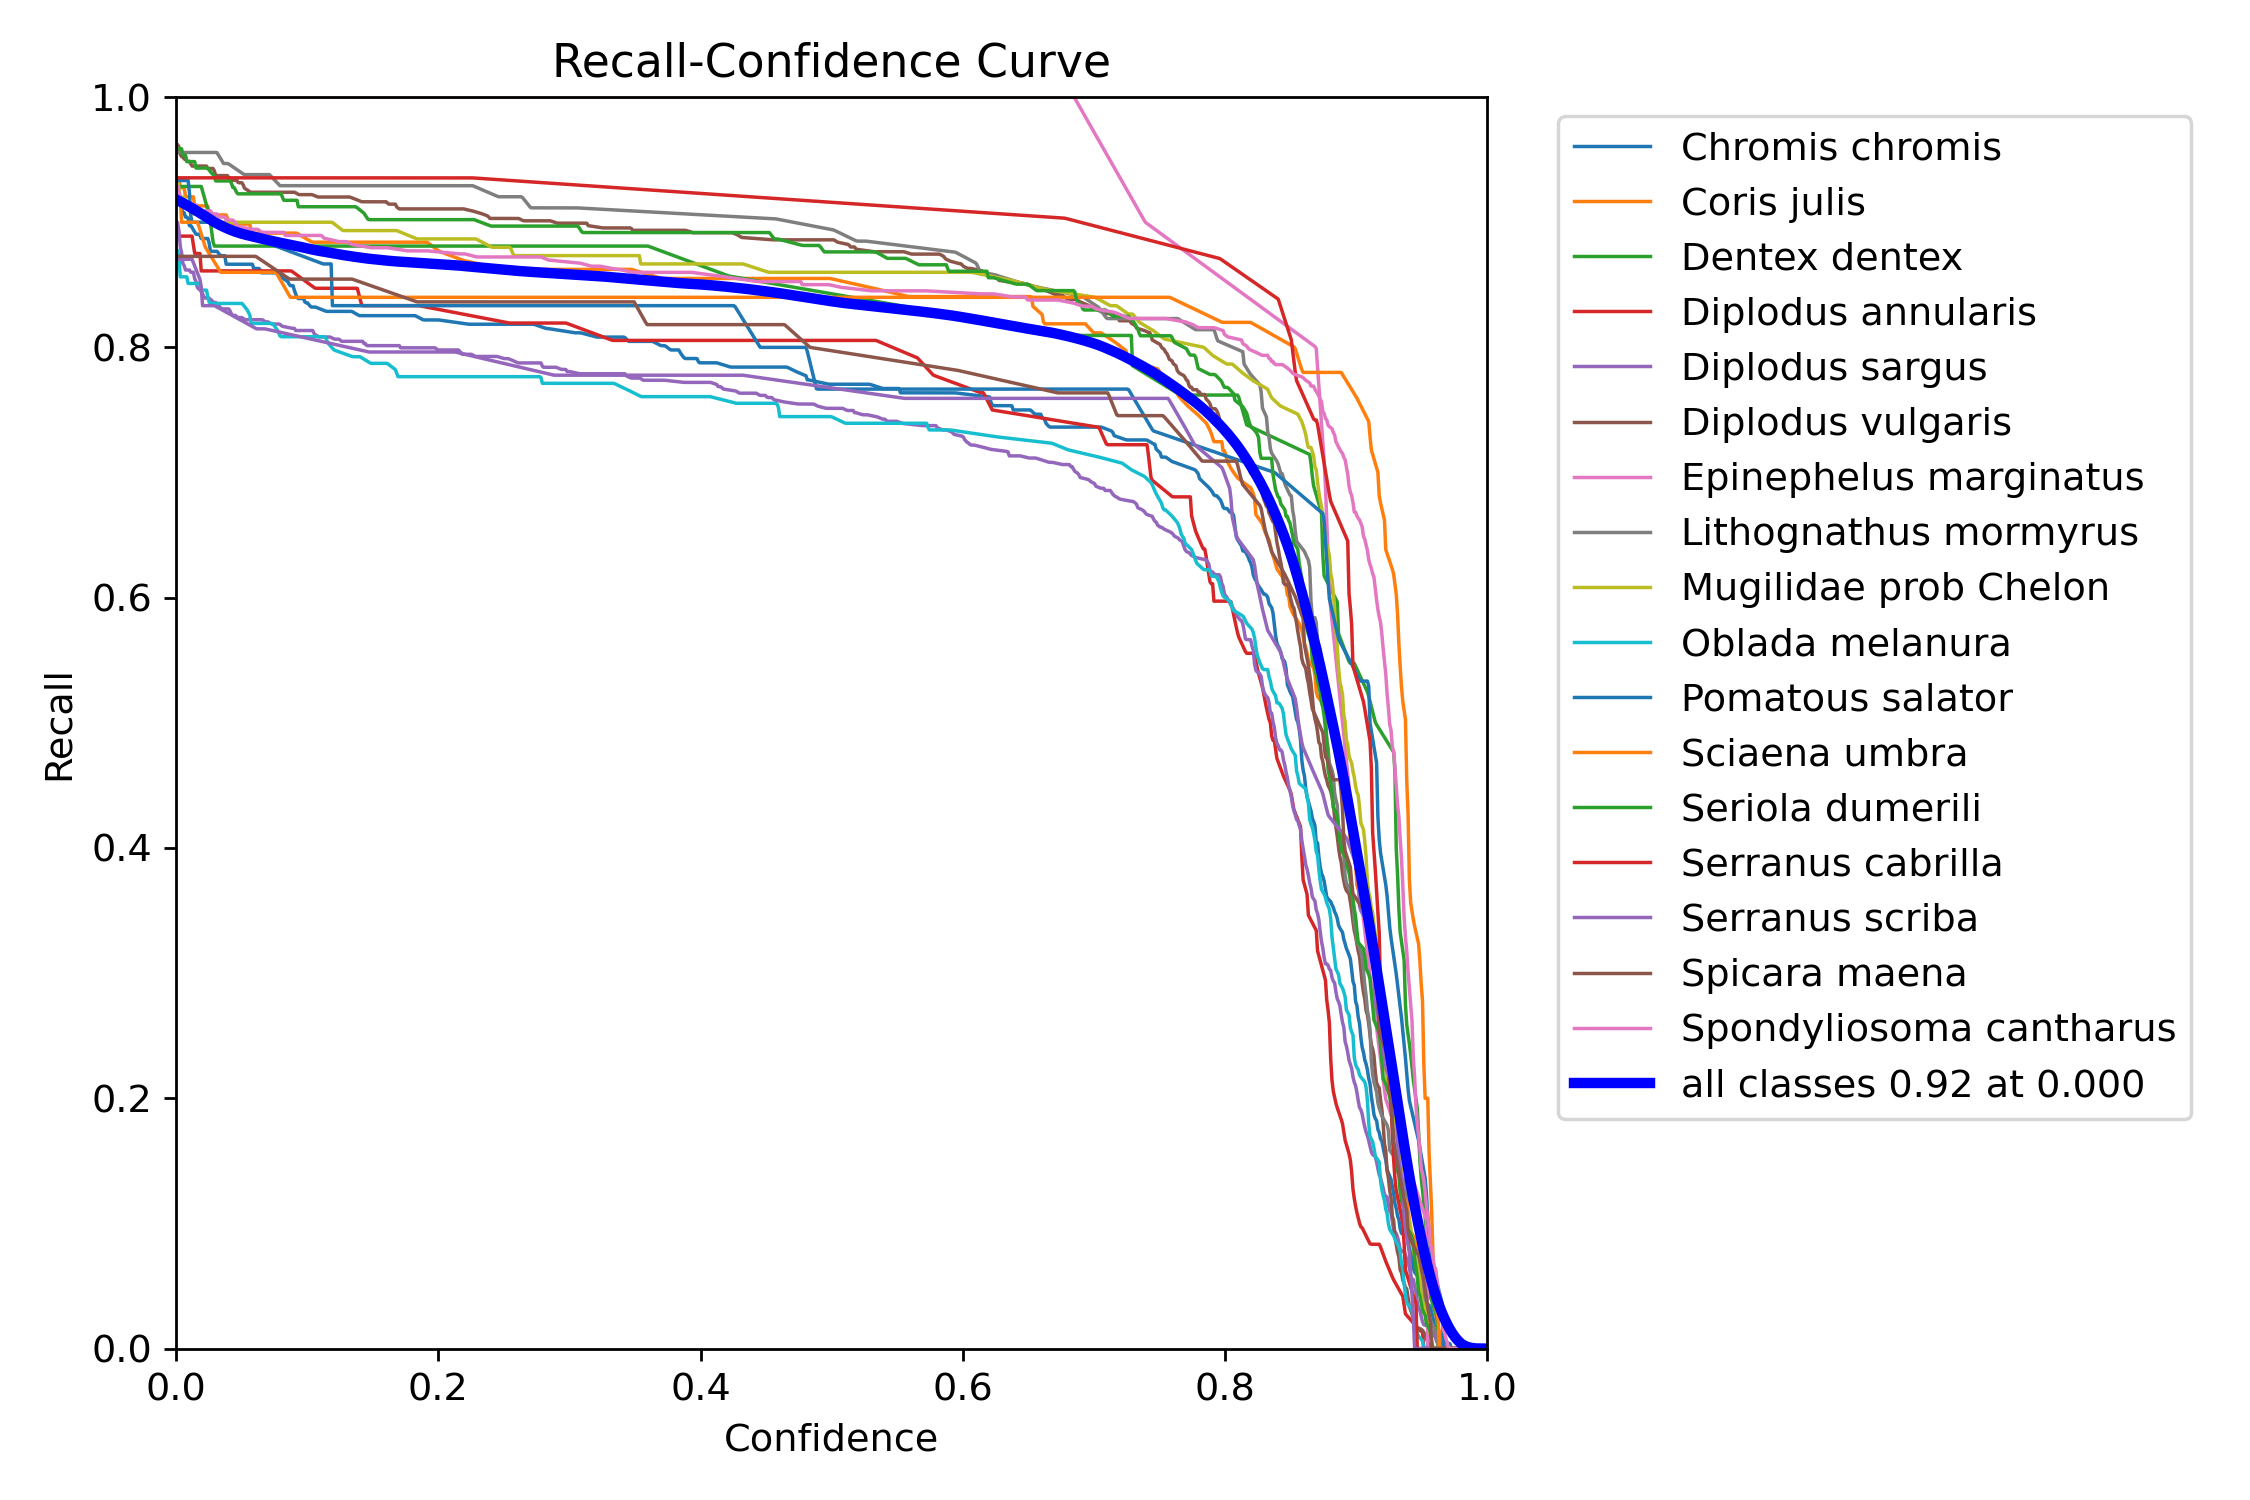 Recall-Confidence Curve
1.0
0.8
0.6
0.4
0.2
0.0
Recall
0.0 0.2 0.4 0.6 0.8 1.0
Confidence
Chromis chromis
Coris julis
Dentex dentex
Diplodus annularis
Diplodus sargus
Diplodus vulgaris
Epinephelus marginatus
Lithognathus mormyrus
Mugilidae prob Chelon
Oblada melanura
Pomatous salator
Sciaena umbra
Seriola dumerili
Serranus cabrilla
Serranus scriba
Spicara maena
Spondyliosoma cantharus
all classes 0.92 at 0.000